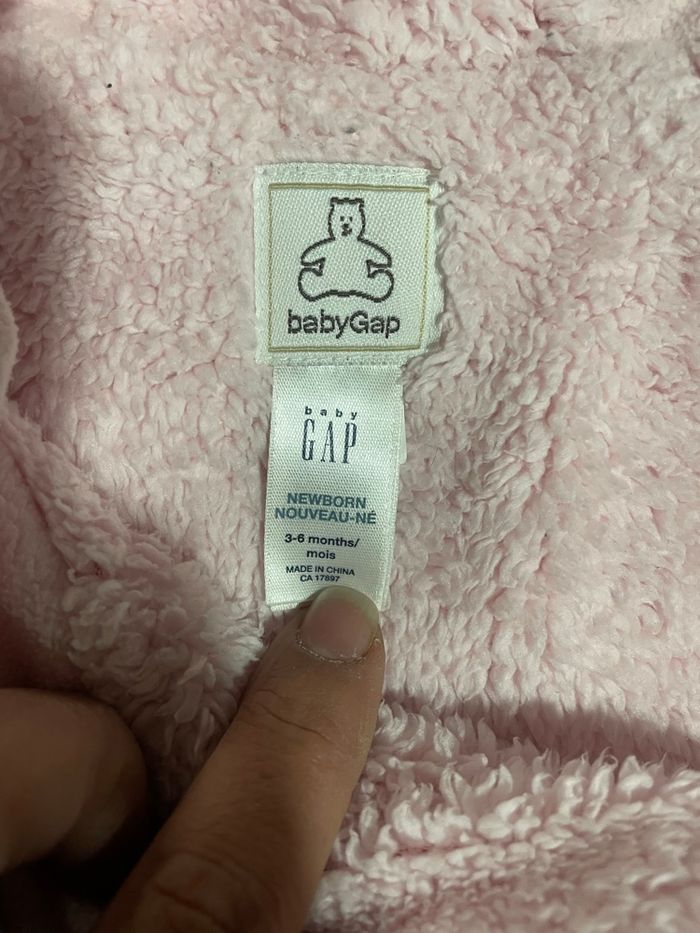 babyGap
baby
GAP
NEWBORN
NOUVEAU-NÉ
3-6 months/
mois
MADE IN CHINA
CA 17897